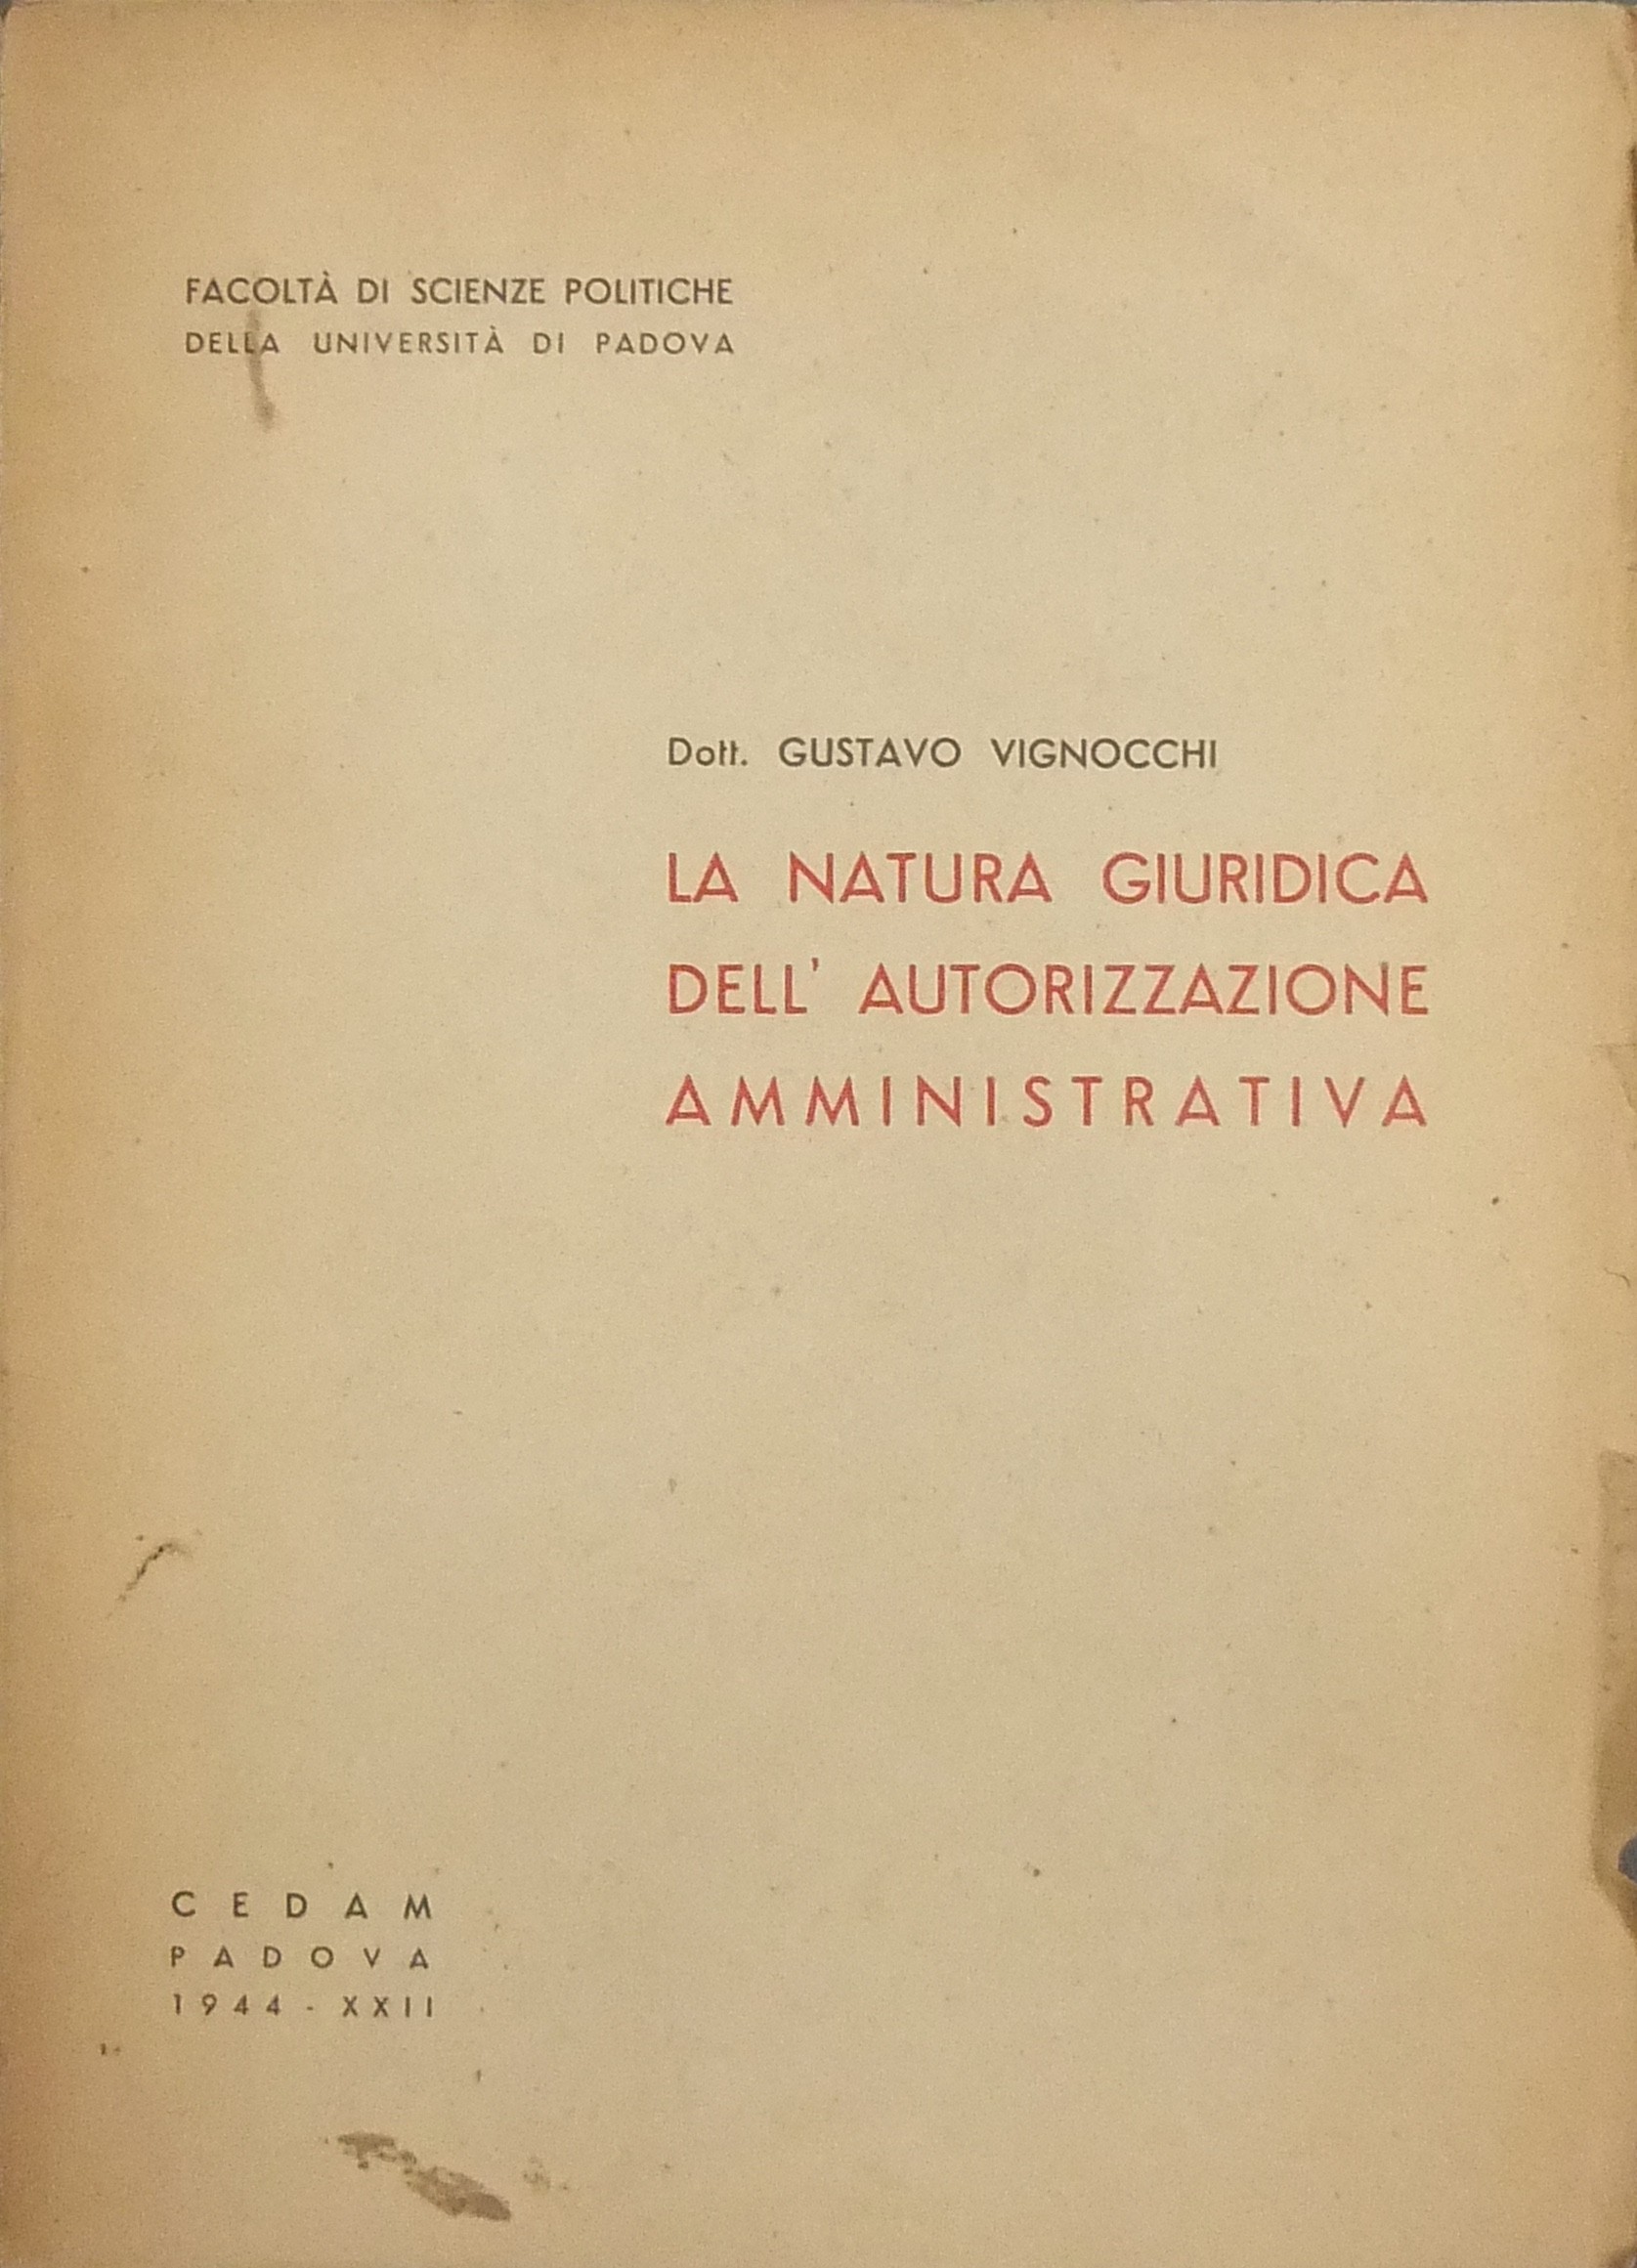 FACOLTÀ DI SCIENZE POLITICHE
DELLA UNIVERSITÀ DI PADOVA
Dott. GUSTAVO VIGNOCCHI
LA NATURA GIURIDICA
DELL' AUTORIZZAZIONE
AMMINISTRATIVA
CEDAM
PADOVA
1944 - XXII